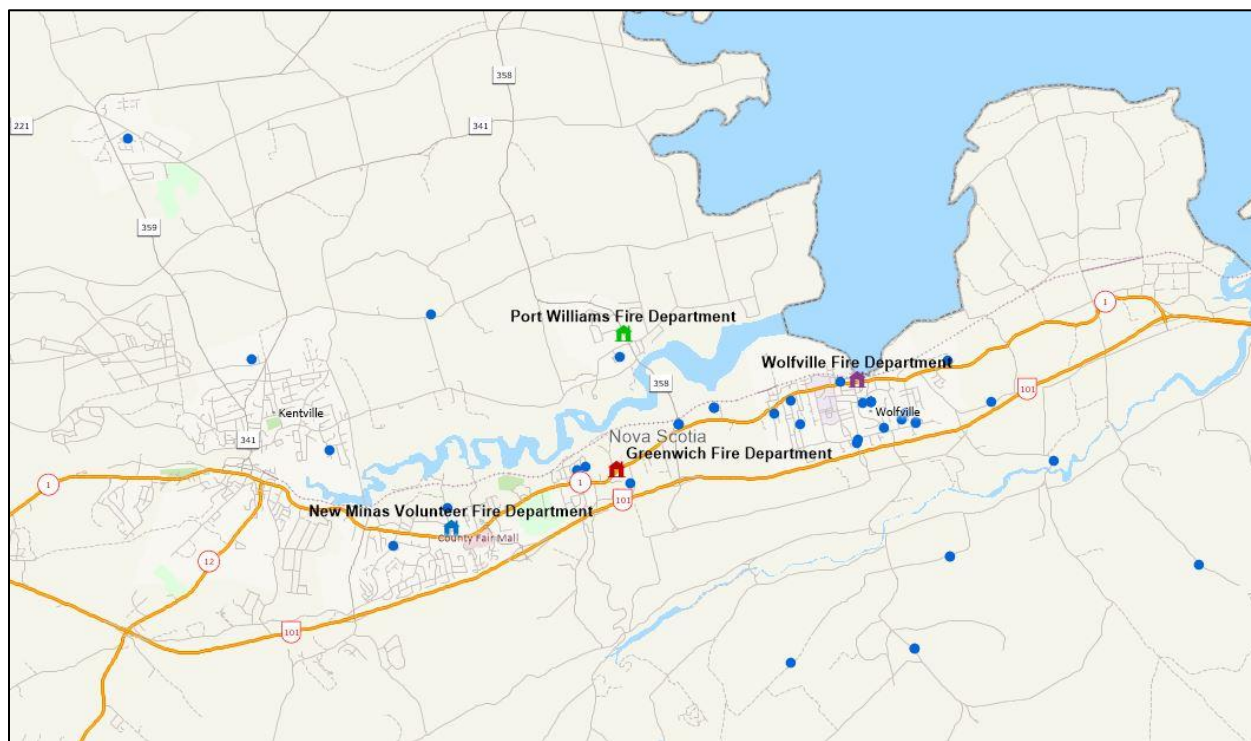 358
221
341
359
1
Port Williams Fire Department
101
Wolfville Fire Department
358
Kentville
Wolfville
341
Nova Scotia
Greenwich Fire Department
1
1
101
New Minas Volunteer Fire Department
County Fair Mall
12
101